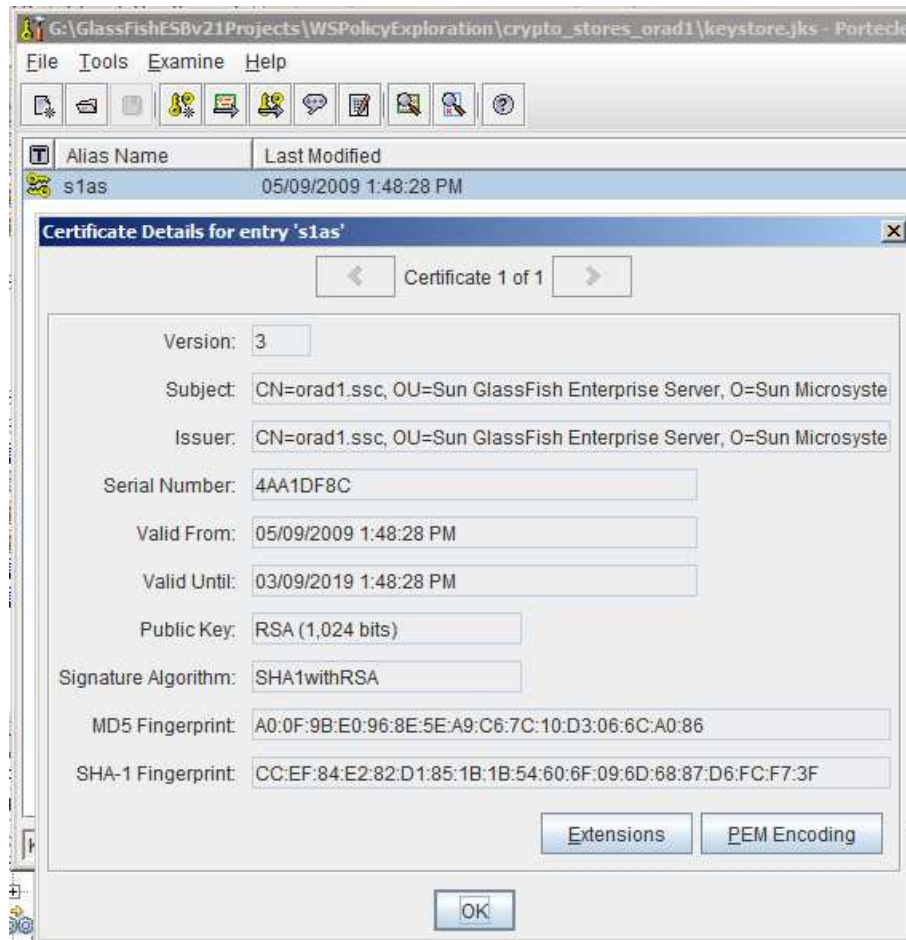 G:\GlassFishESBv21Projects\WSPolicyExploration\crypto_stores_orad1\keystore.jks - Portecle
File Tools Examine Help
T Alias Name Last Modified
s1as 05/09/2009 1:48:28 PM
Certificate Details for entry 's1as'
Certificate 1 of 1
Version: 3
Subject: CN=orad1.ssc, OU=Sun GlassFish Enterprise Server, O=Sun Microsyste
Issuer: CN=orad1.ssc, OU=Sun GlassFish Enterprise Server, O=Sun Microsyste
Serial Number: 4AA1DF8C
Valid From: 05/09/2009 1:48:28 PM
Valid Until: 03/09/2019 1:48:28 PM
Public Key: RSA (1,024 bits)
Signature Algorithm: SHA1withRSA
MD5 Fingerprint: A0:0F:9B:E0:96:8E:5E:A9:C6:7C:10:D3:06:6C:A0:86
SHA-1 Fingerprint: CC:EF:84:E2:82:D1:85:1B:1B:54:60:6F:09:6D:68:87:D6:FC:F7:3F
Extensions PEM Encoding
OK